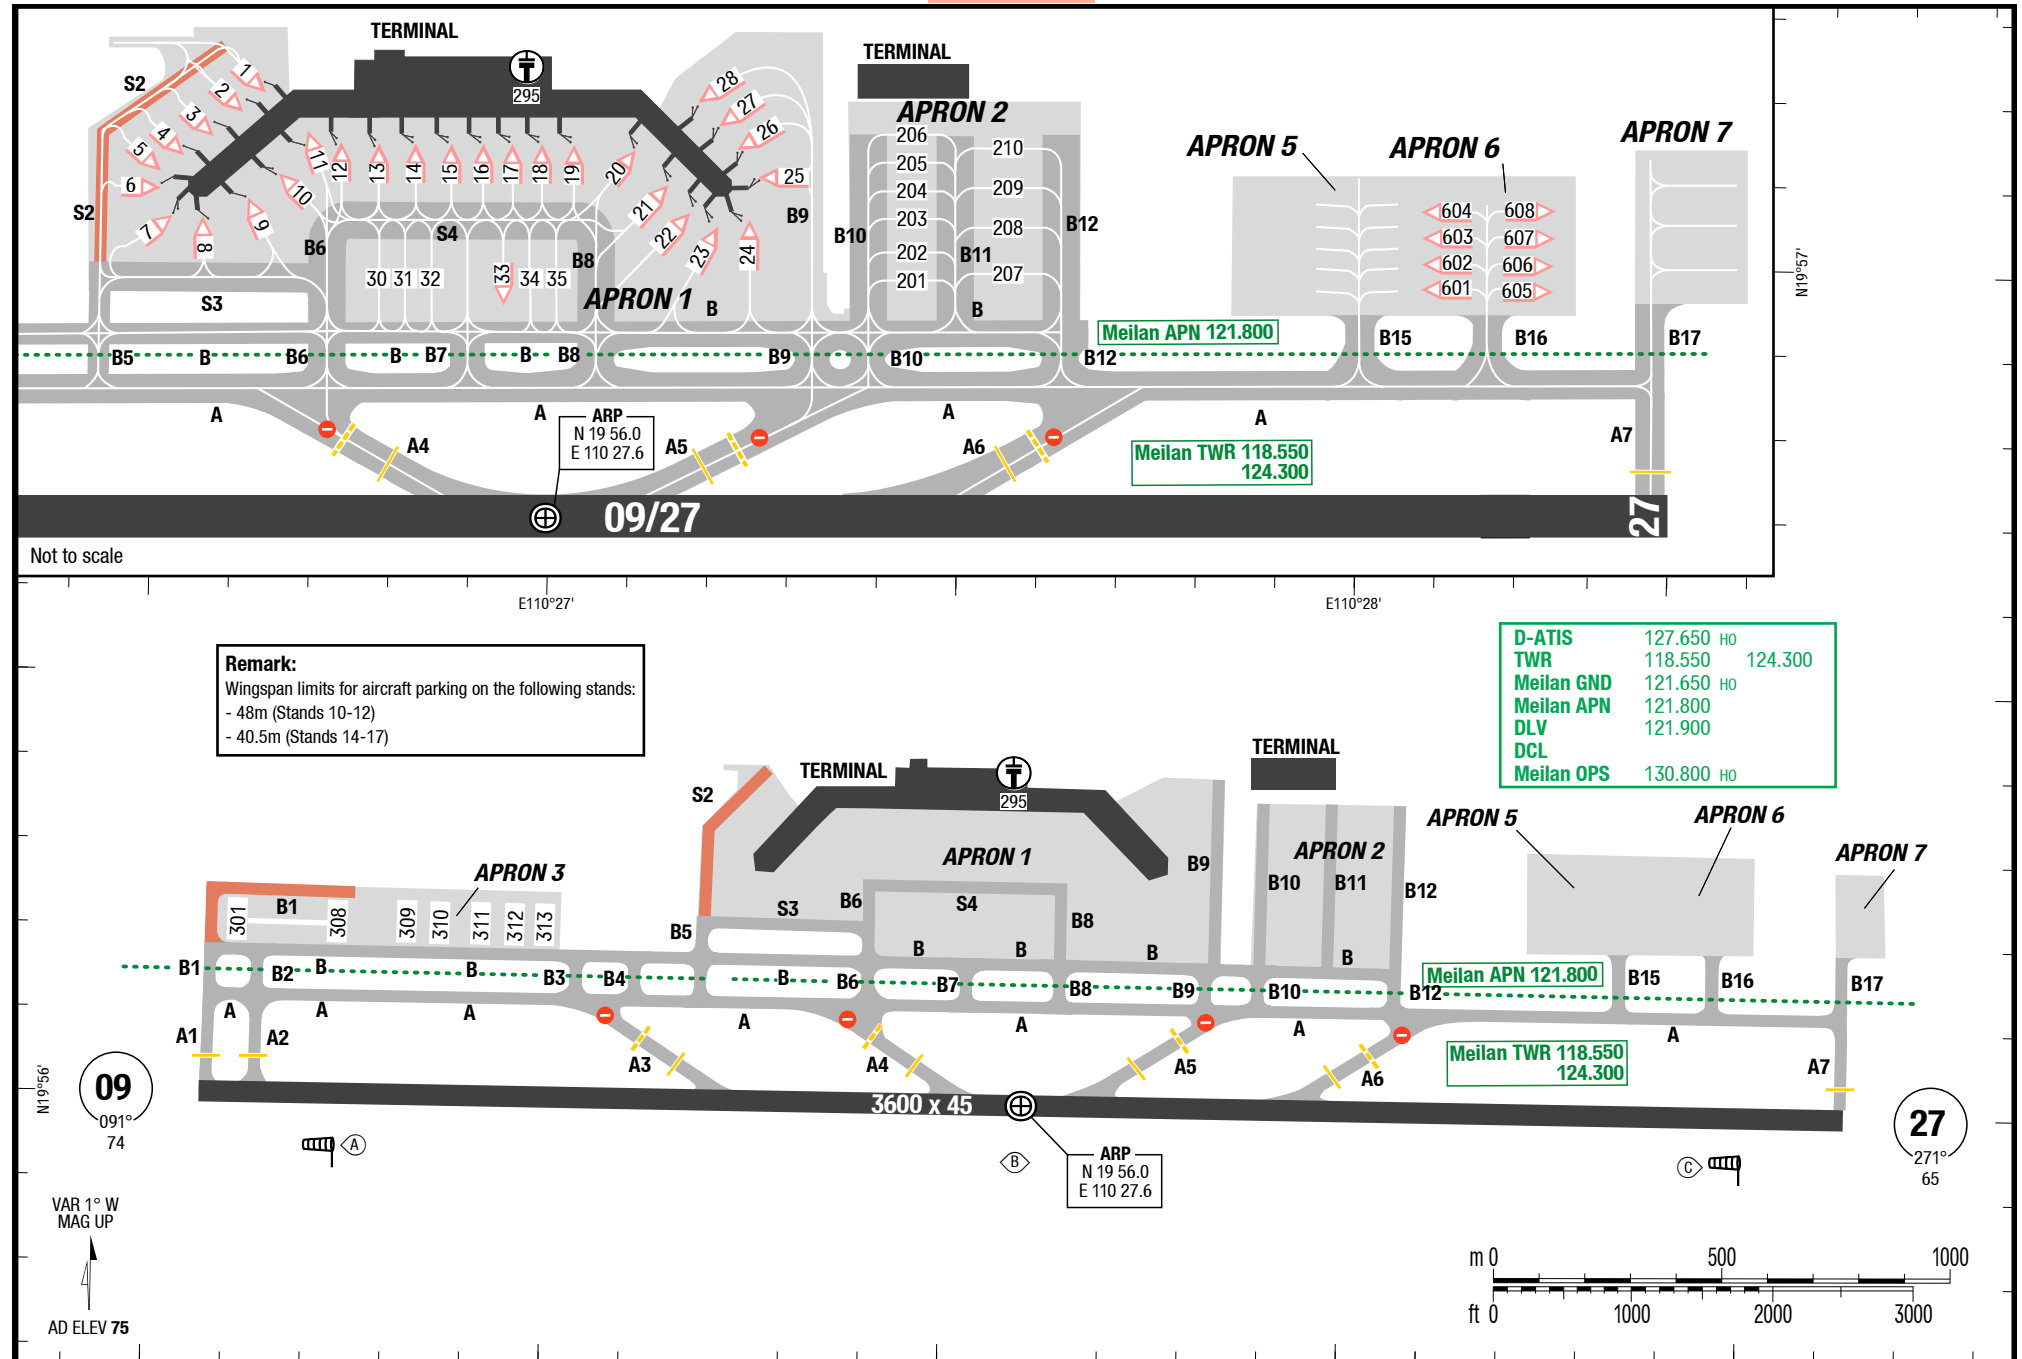 TERMINAL
TERMINAL
295
S2
S2
1
2
3
4
5
6
7
8
9
10
11
12
13
14
15
16
17
18
19
20
21
22
23
24
25
26
27
28
APRON 2
206
205
204
203
202
201
210
209
208
207
APRON 5
APRON 6
APRON 7
604
603
602
601
608
607
606
605
B6
S4
B8
B9
B10
B11
B12
30
31
32
33
34
35
APRON 1
S3
B
B
Meilan APN 121.800
B15
B16
B17
B5
B
B6
B
B7
B
B8
B9
B10
B12
A
A
A
A
ARP
N 19 56.0
E 110 27.6
A4
A5
A6
A7
Meilan TWR 118.550
124.300
09/27
27
Not to scale
N19°57'
E110°27'
E110°28'
Remark:
Wingspan limits for aircraft parking on the following stands:
- 48m (Stands 10-12)
- 40.5m (Stands 14-17)
D-ATIS 127.650 HO
TWR 118.550 124.300
Meilan GND 121.650 HO
Meilan APN 121.800
DLV 121.900
DCL
Meilan OPS 130.800 HO
TERMINAL
TERMINAL
295
S2
APRON 5
APRON 6
APRON 7
APRON 3
APRON 1
APRON 2
B9
B10
B11
B12
B1
301
308
309
310
311
312
313
S3
B6
S4
B8
B5
B
B
B
B
B1
B2
B
B
B3
B4
B
B6
B7
B8
B9
B10
B12
Meilan APN 121.800
B15
B16
B17
A
A
A
A
A
A
A
A1
A2
A3
A4
A5
A6
A7
Meilan TWR 118.550
124.300
N19°56'
09
091°
74
3600 x 45
27
271°
65
A
B
C
ARP
N 19 56.0
E 110 27.6
VAR 1° W
MAG UP
AD ELEV 75
m 0 500 1000
ft 0 1000 2000 3000